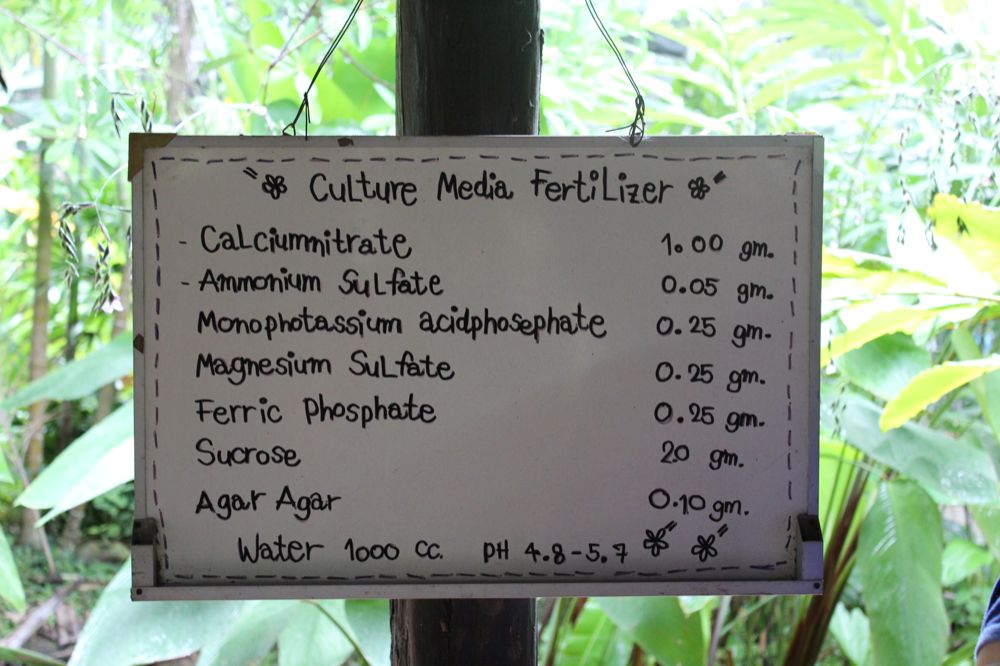 Culture Media Fertilizer
- Calciumnitrate 1.00 gm.
- Ammonium Sulfate 0.05 gm.
Monophotassium acidphosephate 0.25 gm.
Magnesium Sulfate 0.25 gm.
Ferric Phosphate 0.25 gm.
Sucrose 20 gm.
Agar Agar 0.10 gm.
Water 1000 cc. pH 4.8-5.7